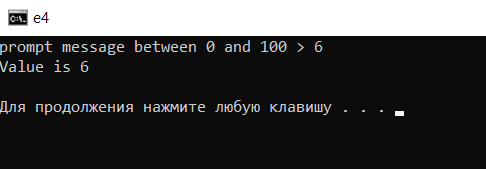 e4
prompt message between 0 and 100 > 6
Value is 6
Для продолжения нажмите любую клавишу . . .